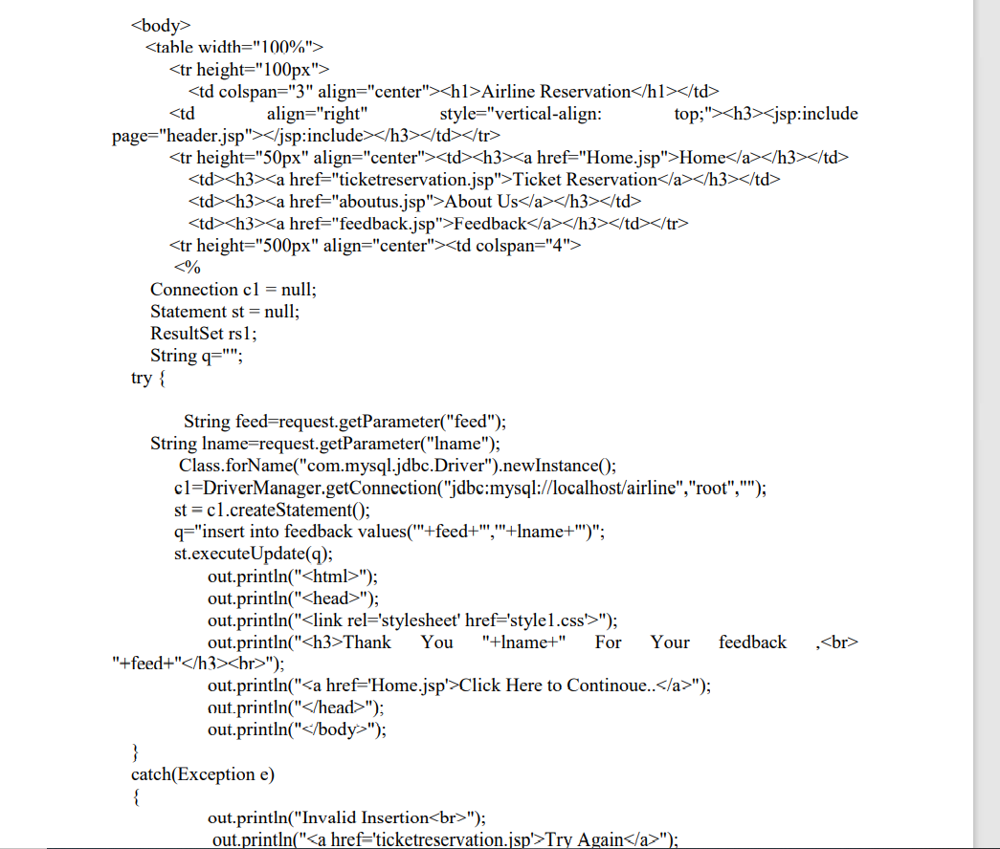 <body>
<table width="100%">
<tr height="100px">
<td colspan="3" align="center"><h1>Airline Reservation</h1></td>
<td align="right" style="vertical-align: top;"><h3><jsp:include
page="header.jsp"></jsp:include></h3></td></tr>
<tr height="50px" align="center"><td><h3><a href="Home.jsp">Home</a></h3></td>
<td><h3><a href="ticketreservation.jsp">Ticket Reservation</a></h3></td>
<td><h3><a href="aboutus.jsp">About Us</a></h3></td>
<td><h3><a href="feedback.jsp">Feedback</a></h3></td></tr>
<tr height="500px" align="center"><td colspan="4">
<%
Connection c1 = null;
Statement st = null;
ResultSet rs1;
String q="";
try {
String feed=request.getParameter("feed");
String lname=request.getParameter("lname");
Class.forName("com.mysql.jdbc.Driver").newInstance();
c1=DriverManager.getConnection("jdbc:mysql://localhost/airline","root","");
st = c1.createStatement();
q="insert into feedback values('"+feed+"','"+lname+"')";
st.executeUpdate(q);
out.println("<html>");
out.println("<head>");
out.println("<link rel='stylesheet' href='style1.css'>");
out.println("<h3>Thank You "+lname+" For Your feedback ,<br>
"+feed+"</h3><br>");
out.println("<a href='Home.jsp'>Click Here to Continoue..</a>");
out.println("</head>");
out.println("</body>");
}
catch(Exception e)
{
out.println("Invalid Insertion<br>");
out.println("<a href='ticketreservation.jsp'>Try Again</a>");